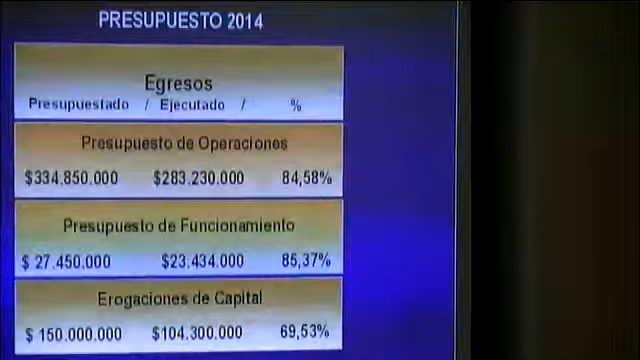 PRESUPUESTO 2014
Egresos
Presupuestado / Ejecutado / %
Presupuesto de Operaciones
$334.850.000 $283.230.000 84,58%
Presupuesto de Funcionamiento
$ 27.450.000 $23.434.000 85,37%
Erogaciones de Capital
$ 150.000.000 $104.300.000 69,53%